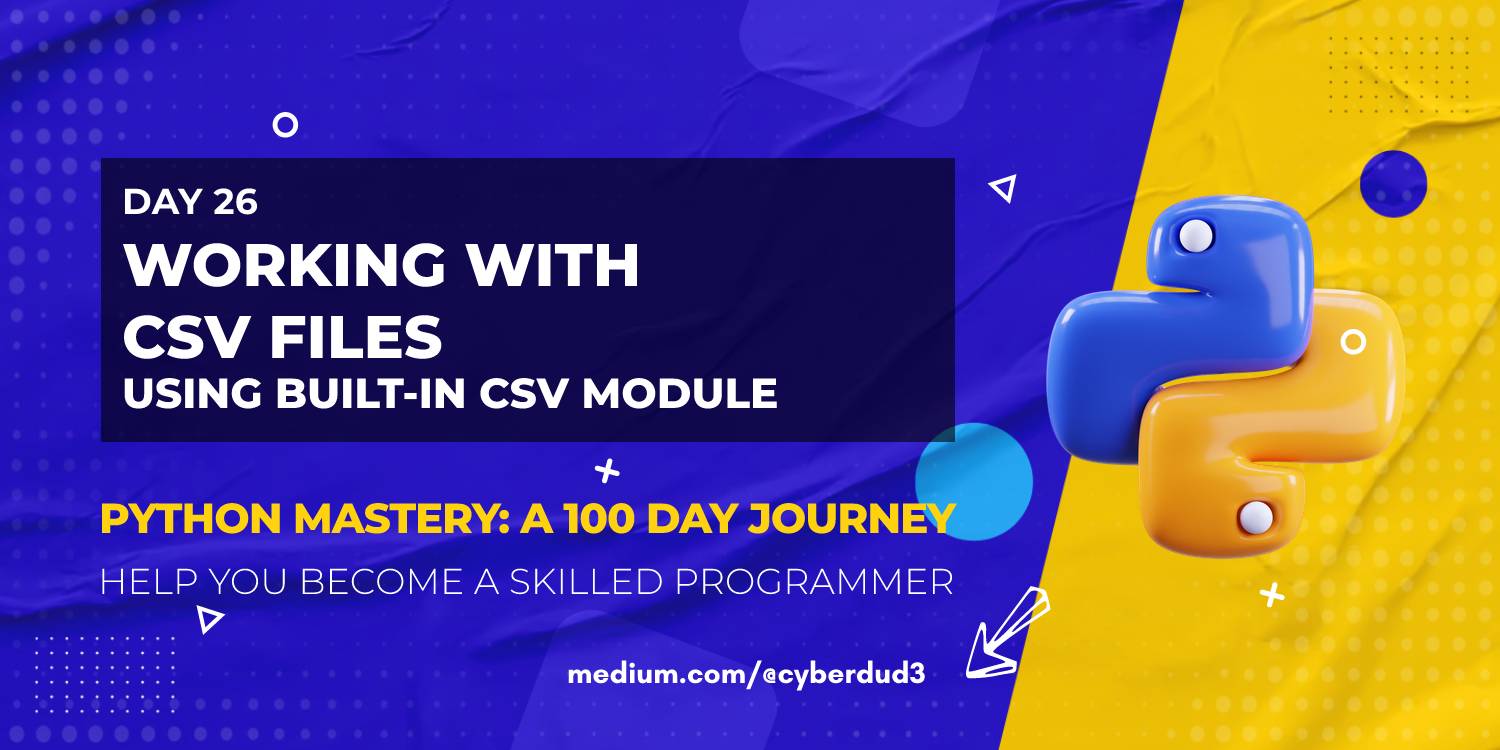 DAY 26
WORKING WITH
CSV FILES
USING BUILT-IN CSV MODULE
PYTHON MASTERY: A 100 DAY JOURNEY
HELP YOU BECOME A SKILLED PROGRAMMER
medium.com/@cyberdud3